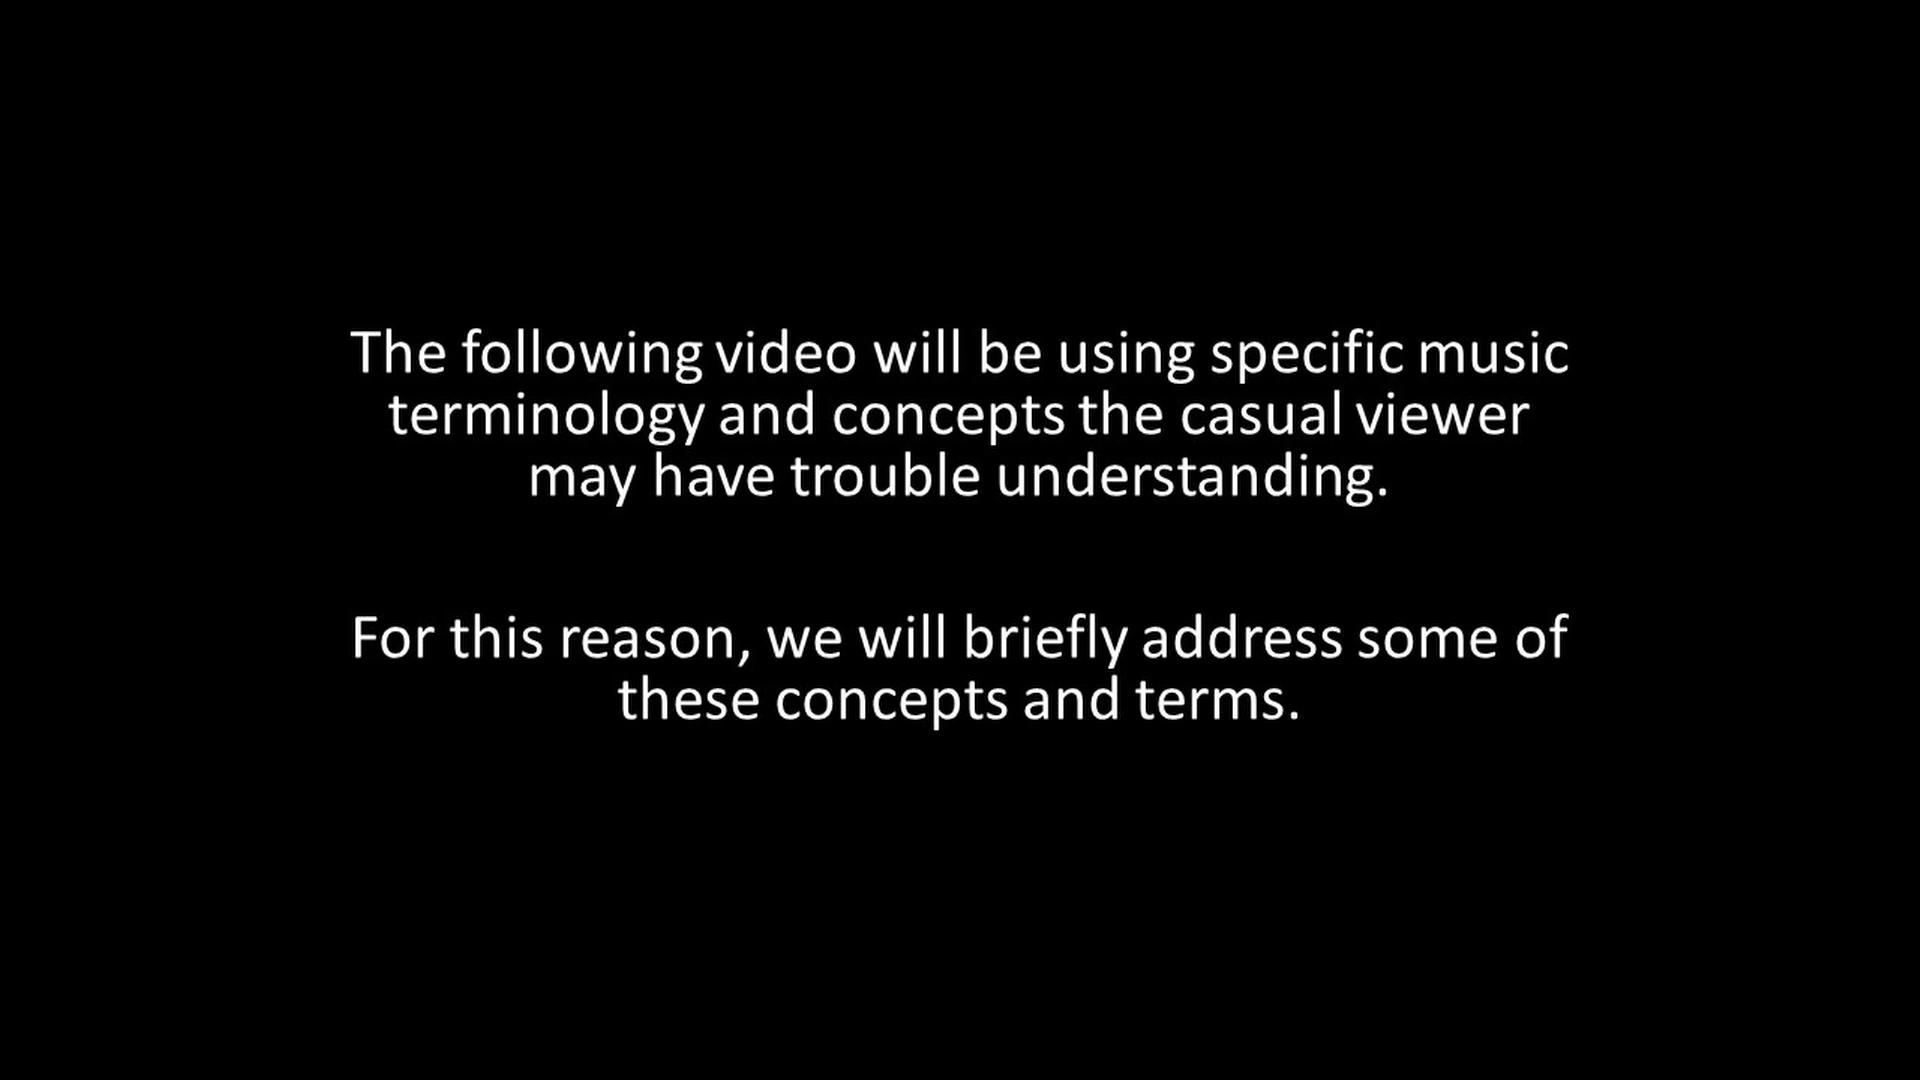 The following video will be using specific music
terminology and concepts the casual viewer
may have trouble understanding.
For this reason, we will briefly address some of
these concepts and terms.